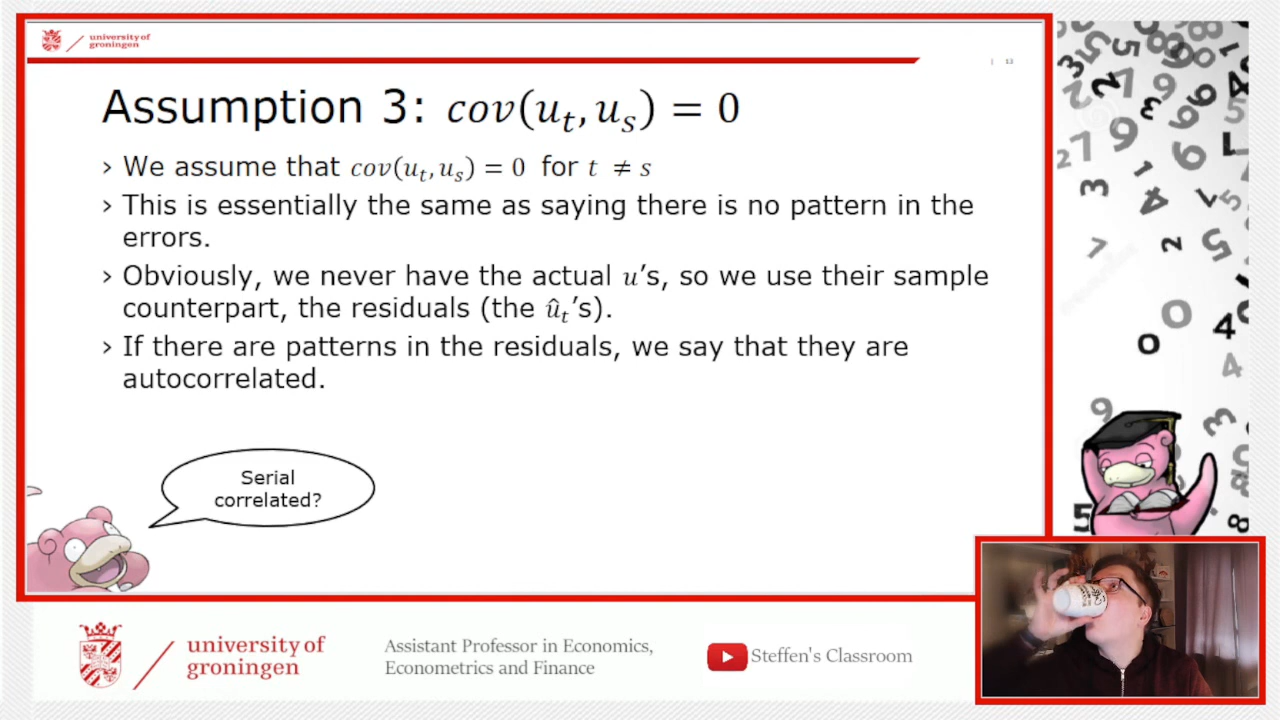 university of
groningen
| 13
Assumption 3: cov(uₜ, uₛ) = 0
› We assume that cov(uₜ, uₛ) = 0 for t ≠ s
› This is essentially the same as saying there is no pattern in the
errors.
› Obviously, we never have the actual u's, so we use their sample
counterpart, the residuals (the ûₜ's).
› If there are patterns in the residuals, we say that they are
autocorrelated.
Serial
correlated?
university of
groningen
Assistant Professor in Economics,
Econometrics and Finance
Steffen's Classroom